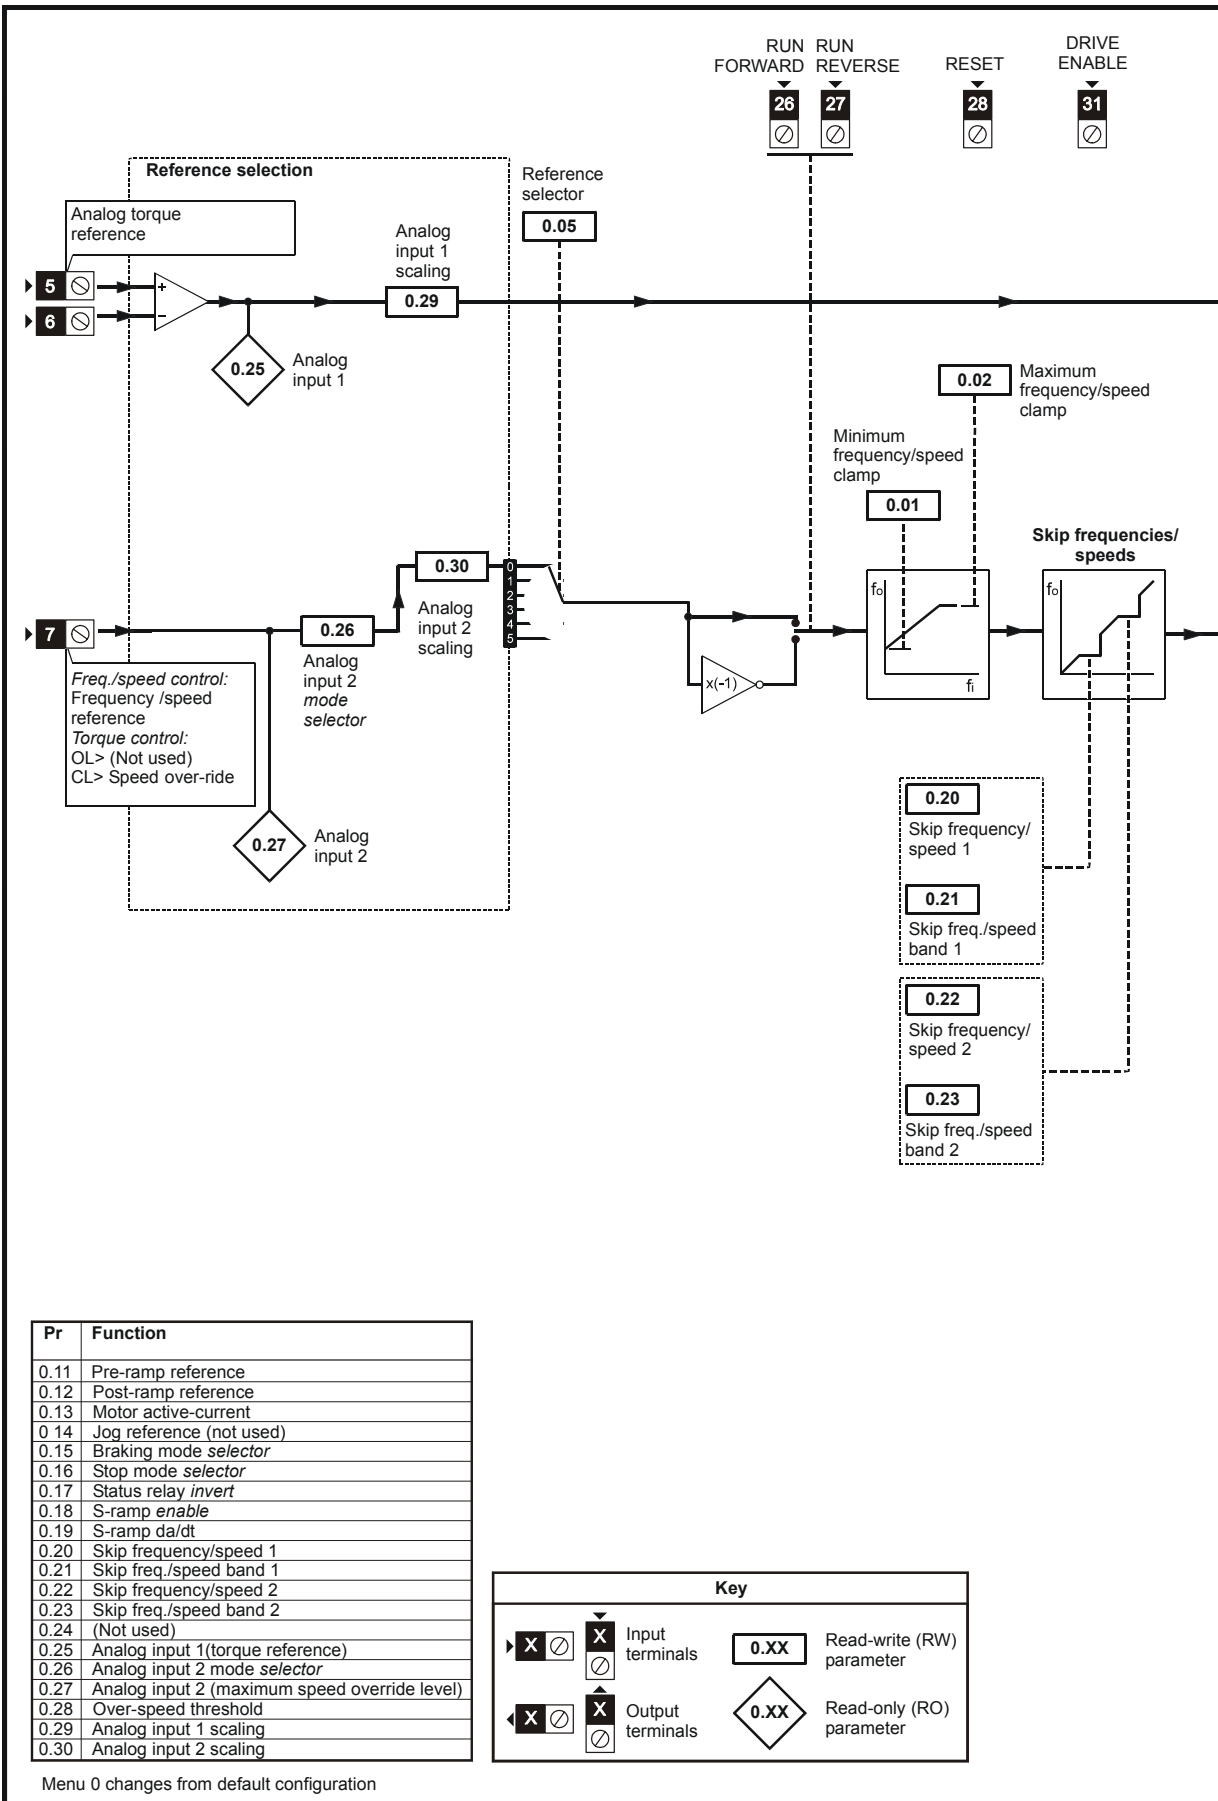 RUN RUN
FORWARD REVERSE
RESET
DRIVE
ENABLE
26
27
28
31
Reference selection
Reference
selector
0.05
Analog torque
reference
Analog
input 1
scaling
5
6
+
–
0.29
0.25
Analog
input 1
0.02
Maximum
frequency/speed
clamp
Minimum
frequency/speed
clamp
0.01
Skip frequencies/
speeds
0.30
0
1
2
3
4
5
Analog
input 2
scaling
7
0.26
Analog
input 2
mode
selector
Freq./speed control:
Frequency /speed
reference
Torque control:
OL> (Not used)
CL> Speed over-ride
0.27
Analog
input 2
x(-1)
fo
fi
fo
0.20
Skip frequency/
speed 1
0.21
Skip freq./speed
band 1
0.22
Skip frequency/
speed 2
0.23
Skip freq./speed
band 2
Pr Function
0.11 Pre-ramp reference
0.12 Post-ramp reference
0.13 Motor active-current
0 14 Jog reference (not used)
0.15 Braking mode selector
0.16 Stop mode selector
0.17 Status relay invert
0.18 S-ramp enable
0.19 S-ramp da/dt
0.20 Skip frequency/speed 1
0.21 Skip freq./speed band 1
0.22 Skip frequency/speed 2
0.23 Skip freq./speed band 2
0.24 (Not used)
0.25 Analog input 1(torque reference)
0.26 Analog input 2 mode selector
0.27 Analog input 2 (maximum speed override level)
0.28 Over-speed threshold
0.29 Analog input 1 scaling
0.30 Analog input 2 scaling
Key
X
X
Input
terminals
0.XX
Read-write (RW)
parameter
X
X
Output
terminals
0.XX
Read-only (RO)
parameter
Menu 0 changes from default configuration